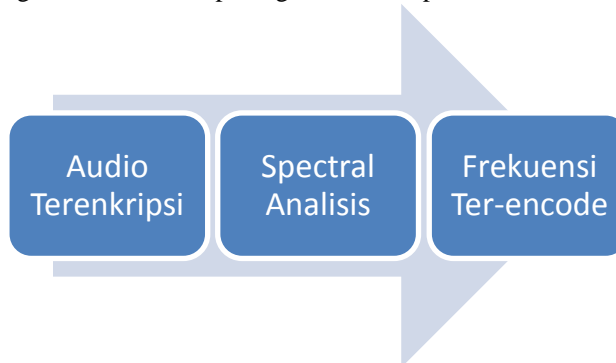 Audio
Terenkripsi
Spectral
Analisis
Frekuensi
Ter-encode